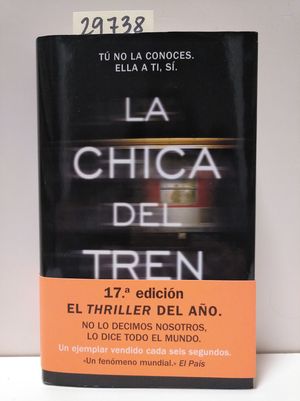 29738
TÚ NO LA CONOCES.
ELLA A TI, SÍ.
LA
CHICA
DEL
TREN
17.ª edición
EL THRILLER DEL AÑO.
NO LO DECIMOS NOSOTROS,
LO DICE TODO EL MUNDO.
Un ejemplar vendido cada seis segundos.
«Un fenómeno mundial.» El País